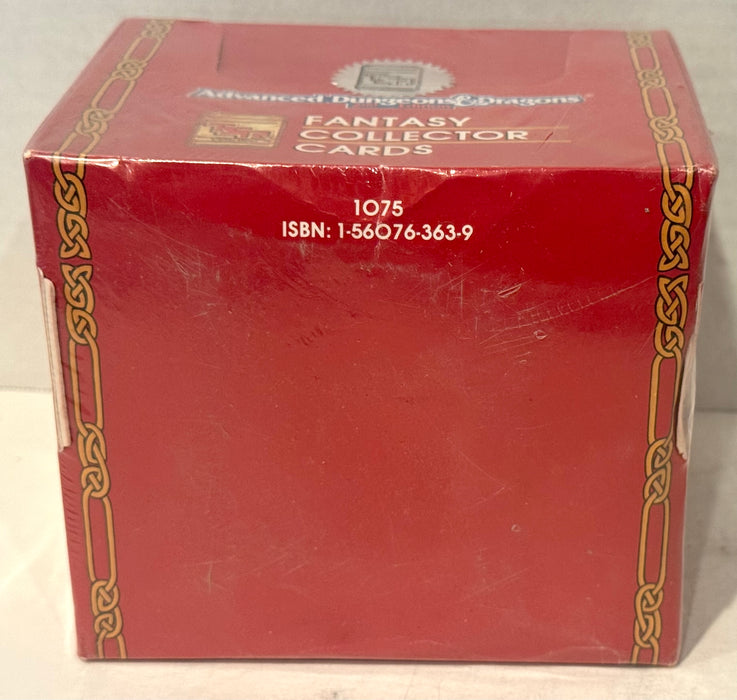 Advanced Dungeons & Dragons
FANTASY
COLLECTOR
CARDS
1075
ISBN: 1-56076-363-9